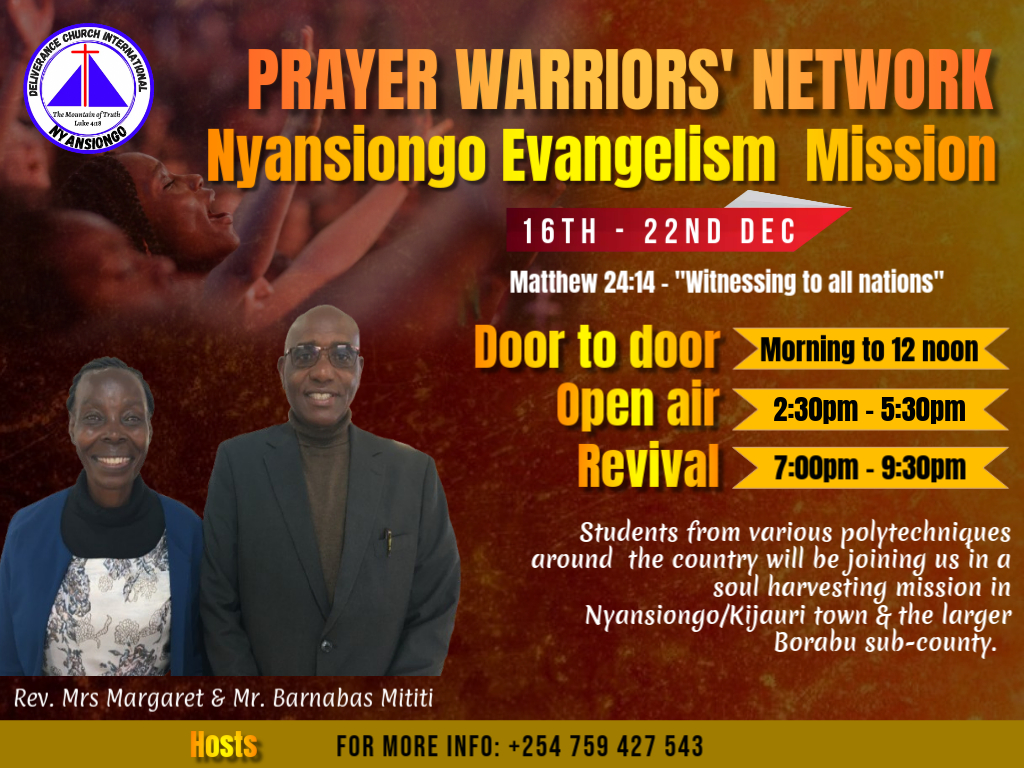 DELIVERANCE CHURCH INTERNATIONAL
The Mountain of Truth
Luke 4:18
NYANSIONGO
PRAYER WARRIORS' NETWORK
Nyansiongo Evangelism Mission
16TH - 22ND DEC
Matthew 24:14 - "Witnessing to all nations"
Door to door Morning to 12 noon
Open air 2:30pm - 5:30pm
Revival 7:00pm - 9:30pm
Students from various polytechniques
around the country will be joining us in a
soul harvesting mission in
Nyansiongo/Kijauri town & the larger
Borabu sub-county.
Rev. Mrs Margaret & Mr. Barnabas Mititi
Hosts FOR MORE INFO: +254 759 427 543